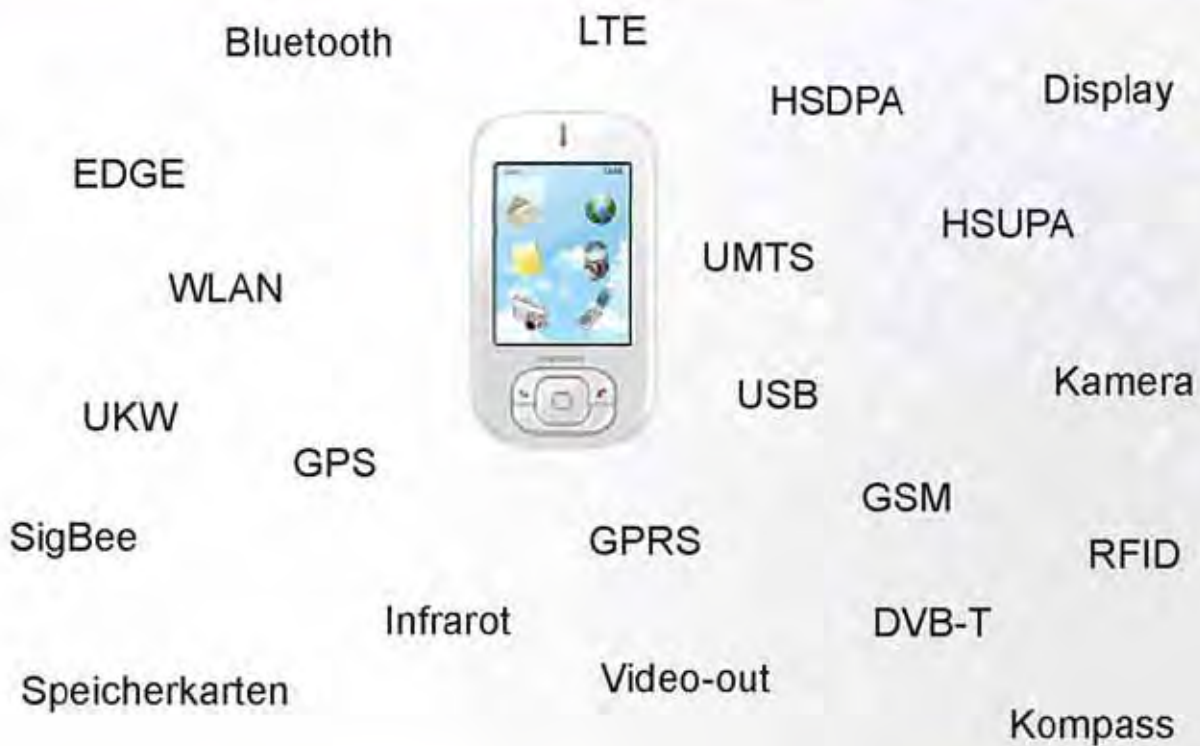 Bluetooth
LTE
HSDPA
Display
EDGE
HSUPA
UMTS
WLAN
Kamera
USB
UKW
GPS
GSM
SigBee
GPRS
RFID
Infrarot
DVB-T
Speicherkarten
Video-out
Kompass